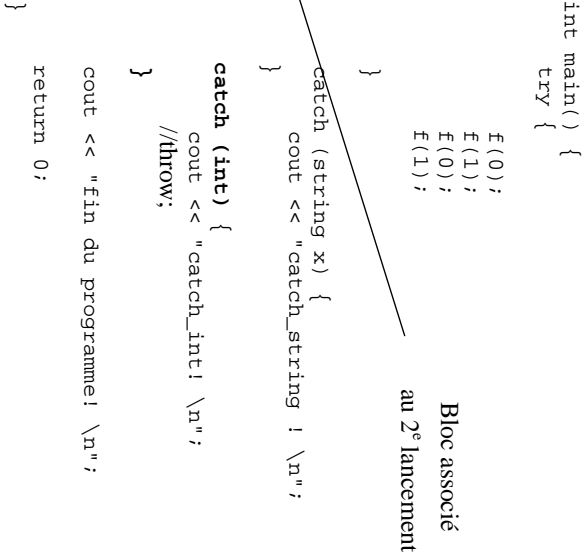 int main() {
try {
f(0);
f(1);
f(0);
f(1);
}
catch (string x) {
cout << "catch_string ! \n";
}
catch (int) {
cout << "catch_int! \n";
//throw;
}
cout << "fin du programme! \n";
return 0;
}
Bloc associé
au 2e lancement